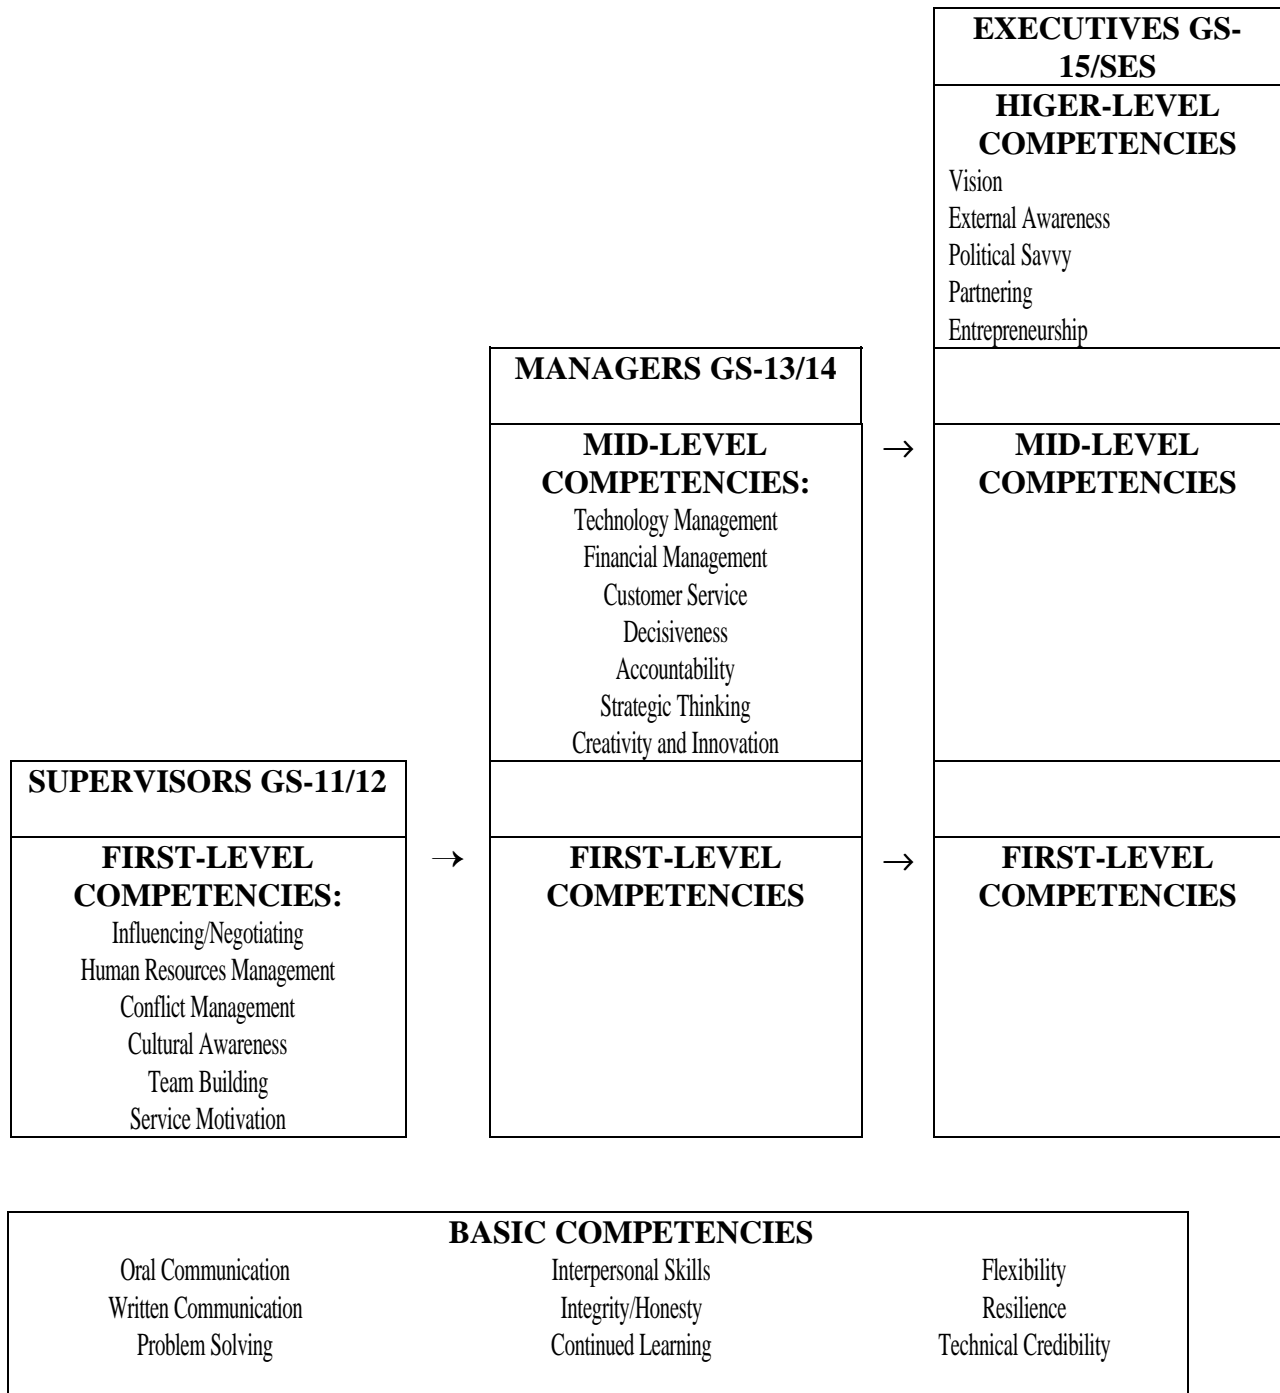 EXECUTIVES GS-
15/SES
HIGER-LEVEL
COMPETENCIES
Vision
External Awareness
Political Savvy
Partnering
Entrepreneurship
MANAGERS GS-13/14
MID-LEVEL
COMPETENCIES:
Technology Management
Financial Management
Customer Service
Decisiveness
Accountability
Strategic Thinking
Creativity and Innovation
→
MID-LEVEL
COMPETENCIES
SUPERVISORS GS-11/12
FIRST-LEVEL
COMPETENCIES:
Influencing/Negotiating
Human Resources Management
Conflict Management
Cultural Awareness
Team Building
Service Motivation
→
FIRST-LEVEL
COMPETENCIES
→
FIRST-LEVEL
COMPETENCIES
BASIC COMPETENCIES
Oral Communication Interpersonal Skills Flexibility
Written Communication Integrity/Honesty Resilience
Problem Solving Continued Learning Technical Credibility